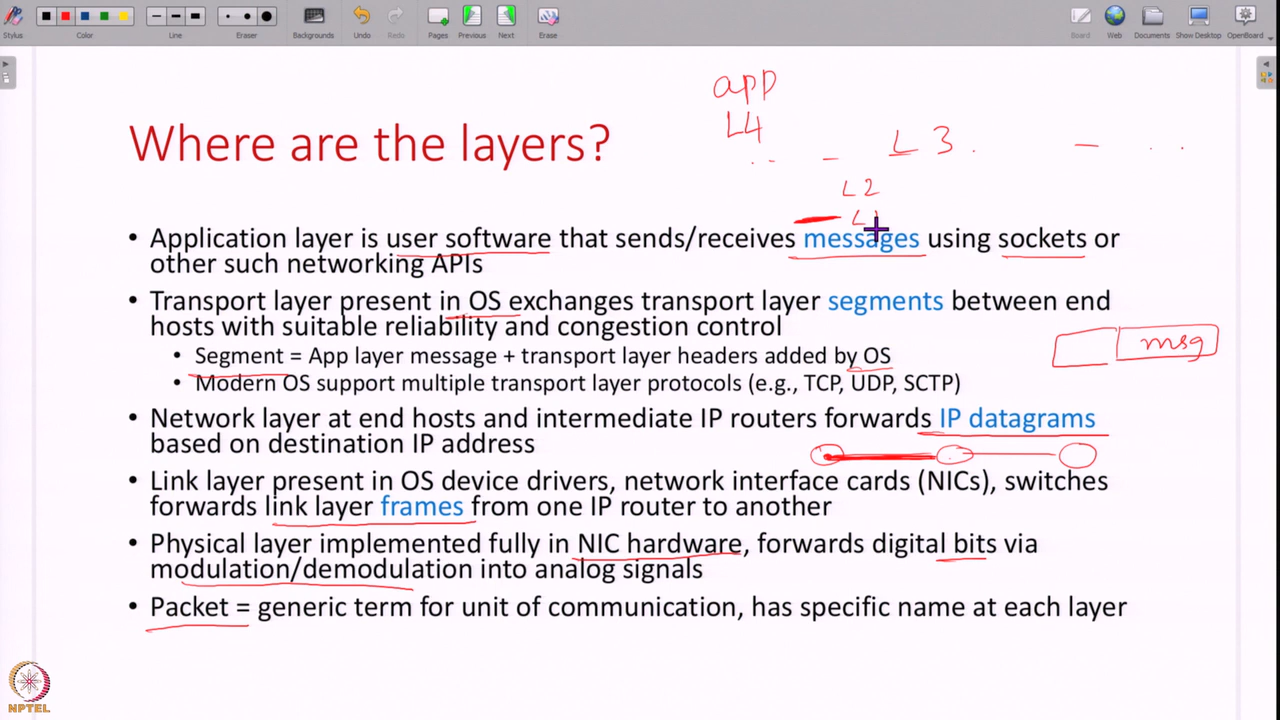 Stylus
Color
Line
Eraser
Backgrounds
Undo
Redo
Pages
Previous
Next
Erase
Board
Web
Documents
Show Desktop
OpenBoard
app
L4
L3
L2
L1
Where are the layers?
• Application layer is user software that sends/receives messages using sockets or
other such networking APIs
• Transport layer present in OS exchanges transport layer segments between end
hosts with suitable reliability and congestion control
msg
• Segment = App layer message + transport layer headers added by OS
• Modern OS support multiple transport layer protocols (e.g., TCP, UDP, SCTP)
• Network layer at end hosts and intermediate IP routers forwards IP datagrams
based on destination IP address
• Link layer present in OS device drivers, network interface cards (NICs), switches
forwards link layer frames from one IP router to another
• Physical layer implemented fully in NIC hardware, forwards digital bits via
modulation/demodulation into analog signals
• Packet = generic term for unit of communication, has specific name at each layer
NPTEL